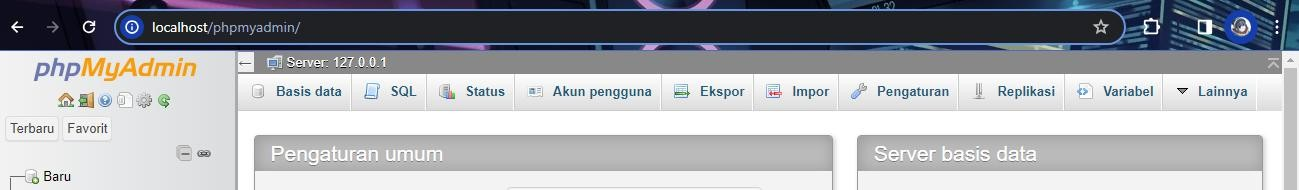 localhost/phpmyadmin/
phpMyAdmin
Server: 127.0.0.1
Basis data SQL Status Akun pengguna Ekspor Impor Pengaturan Replikasi Variabel Lainnya
Terbaru Favorit
Pengaturan umum Server basis data
Baru